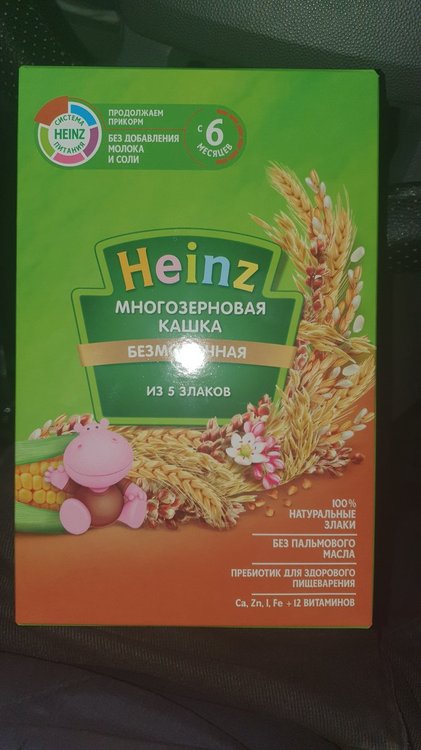 СИСТЕМА
HEINZ
ПИТАНИЯ
ПРОДОЛЖАЕМ
ПРИКОРМ
БЕЗ ДОБАВЛЕНИЯ
МОЛОКА
И СОЛИ
С 6
МЕСЯЦЕВ
Heinz
МНОГОЗЕРНОВАЯ
КАШКА
ИЗ 5 ЗЛАКОВ
100%
НАТУРАЛЬНЫЕ
ЗЛАКИ
БЕЗ ПАЛЬМОВОГО
МАСЛА
ПРЕБИОТИК ДЛЯ ЗДОРОВОГО
ПИЩЕВАРЕНИЯ
Ca, Zn, I, Fe + 12 ВИТАМИНОВ